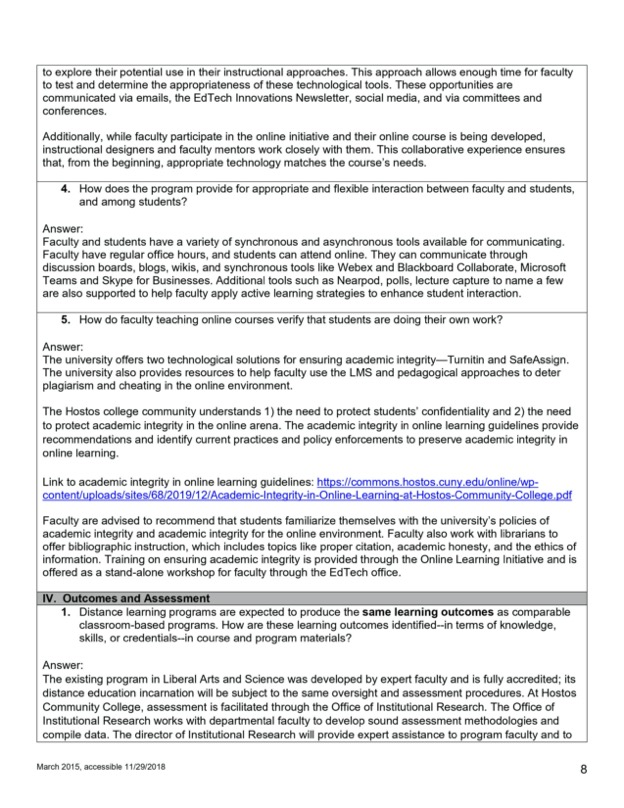 to explore their potential use in their instructional approaches. This approach allows enough time for faculty
to test and determine the appropriateness of these technological tools. These opportunities are
communicated via emails, the EdTech Innovations Newsletter, social media, and via committees and
conferences.
Additionally, while faculty participate in the online initiative and their online course is being developed,
instructional designers and faculty mentors work closely with them. This collaborative experience ensures
that, from the beginning, appropriate technology matches the course's needs.
4. How does the program provide for appropriate and flexible interaction between faculty and students,
and among students?
Answer:
Faculty and students have a variety of synchronous and asynchronous tools available for communicating.
Faculty have regular office hours, and students can attend online. They can communicate through
discussion boards, blogs, wikis, and synchronous tools like Webex and Blackboard Collaborate, Microsoft
Teams and Skype for Businesses. Additional tools such as Nearpod, polls, lecture capture to name a few
are also supported to help faculty apply active learning strategies to enhance student interaction.
5. How do faculty teaching online courses verify that students are doing their own work?
Answer:
The university offers two technological solutions for ensuring academic integrity—Turnitin and SafeAssign.
The university also provides resources to help faculty use the LMS and pedagogical approaches to deter
plagiarism and cheating in the online environment.
The Hostos college community understands 1) the need to protect students' confidentiality and 2) the need
to protect academic integrity in the online arena. The academic integrity in online learning guidelines provide
recommendations and identify current practices and policy enforcements to preserve academic integrity in
online learning.
Link to academic integrity in online learning guidelines: https://commons.hostos.cuny.edu/online/wp-
content/uploads/sites/68/2019/12/Academic-Integrity-in-Online-Learning-at-Hostos-Community-College.pdf
Faculty are advised to recommend that students familiarize themselves with the university's policies of
academic integrity and academic integrity for the online environment. Faculty also work with librarians to
offer bibliographic instruction, which includes topics like proper citation, academic honesty, and the ethics of
information. Training on ensuring academic integrity is provided through the Online Learning Initiative and is
offered as a stand-alone workshop for faculty through the EdTech office.
IV. Outcomes and Assessment
1. Distance learning programs are expected to produce the same learning outcomes as comparable
classroom-based programs. How are these learning outcomes identified--in terms of knowledge,
skills, or credentials--in course and program materials?
Answer:
The existing program in Liberal Arts and Science was developed by expert faculty and is fully accredited; its
distance education incarnation will be subject to the same oversight and assessment procedures. At Hostos
Community College, assessment is facilitated through the Office of Institutional Research. The Office of
Institutional Research works with departmental faculty to develop sound assessment methodologies and
compile data. The director of Institutional Research will provide expert assistance to program faculty and to
March 2015, accessible 11/29/2018
8